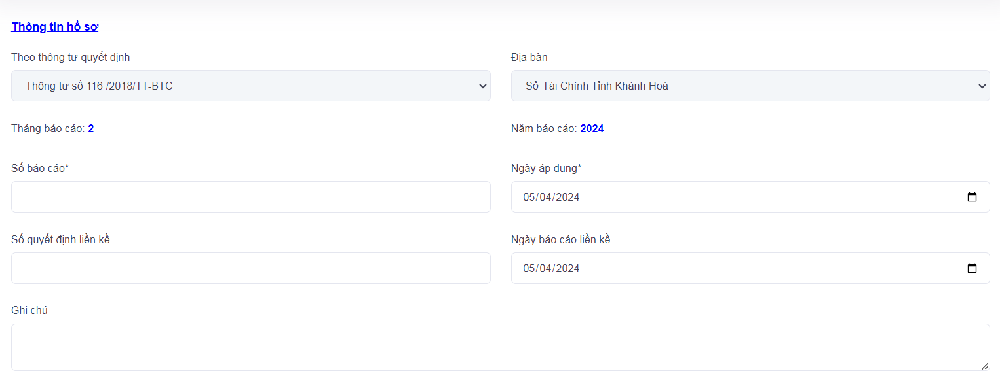 Thông tin hồ sơ
Theo thông tư quyết định
Địa bàn
Thông tư số 116 /2018/TT-BTC
Sở Tài Chính Tỉnh Khánh Hoà
Tháng báo cáo: 2
Năm báo cáo: 2024
Số báo cáo*
Ngày áp dụng*
05/04/2024
Số quyết định liền kề
Ngày báo cáo liền kề
05/04/2024
Ghi chú